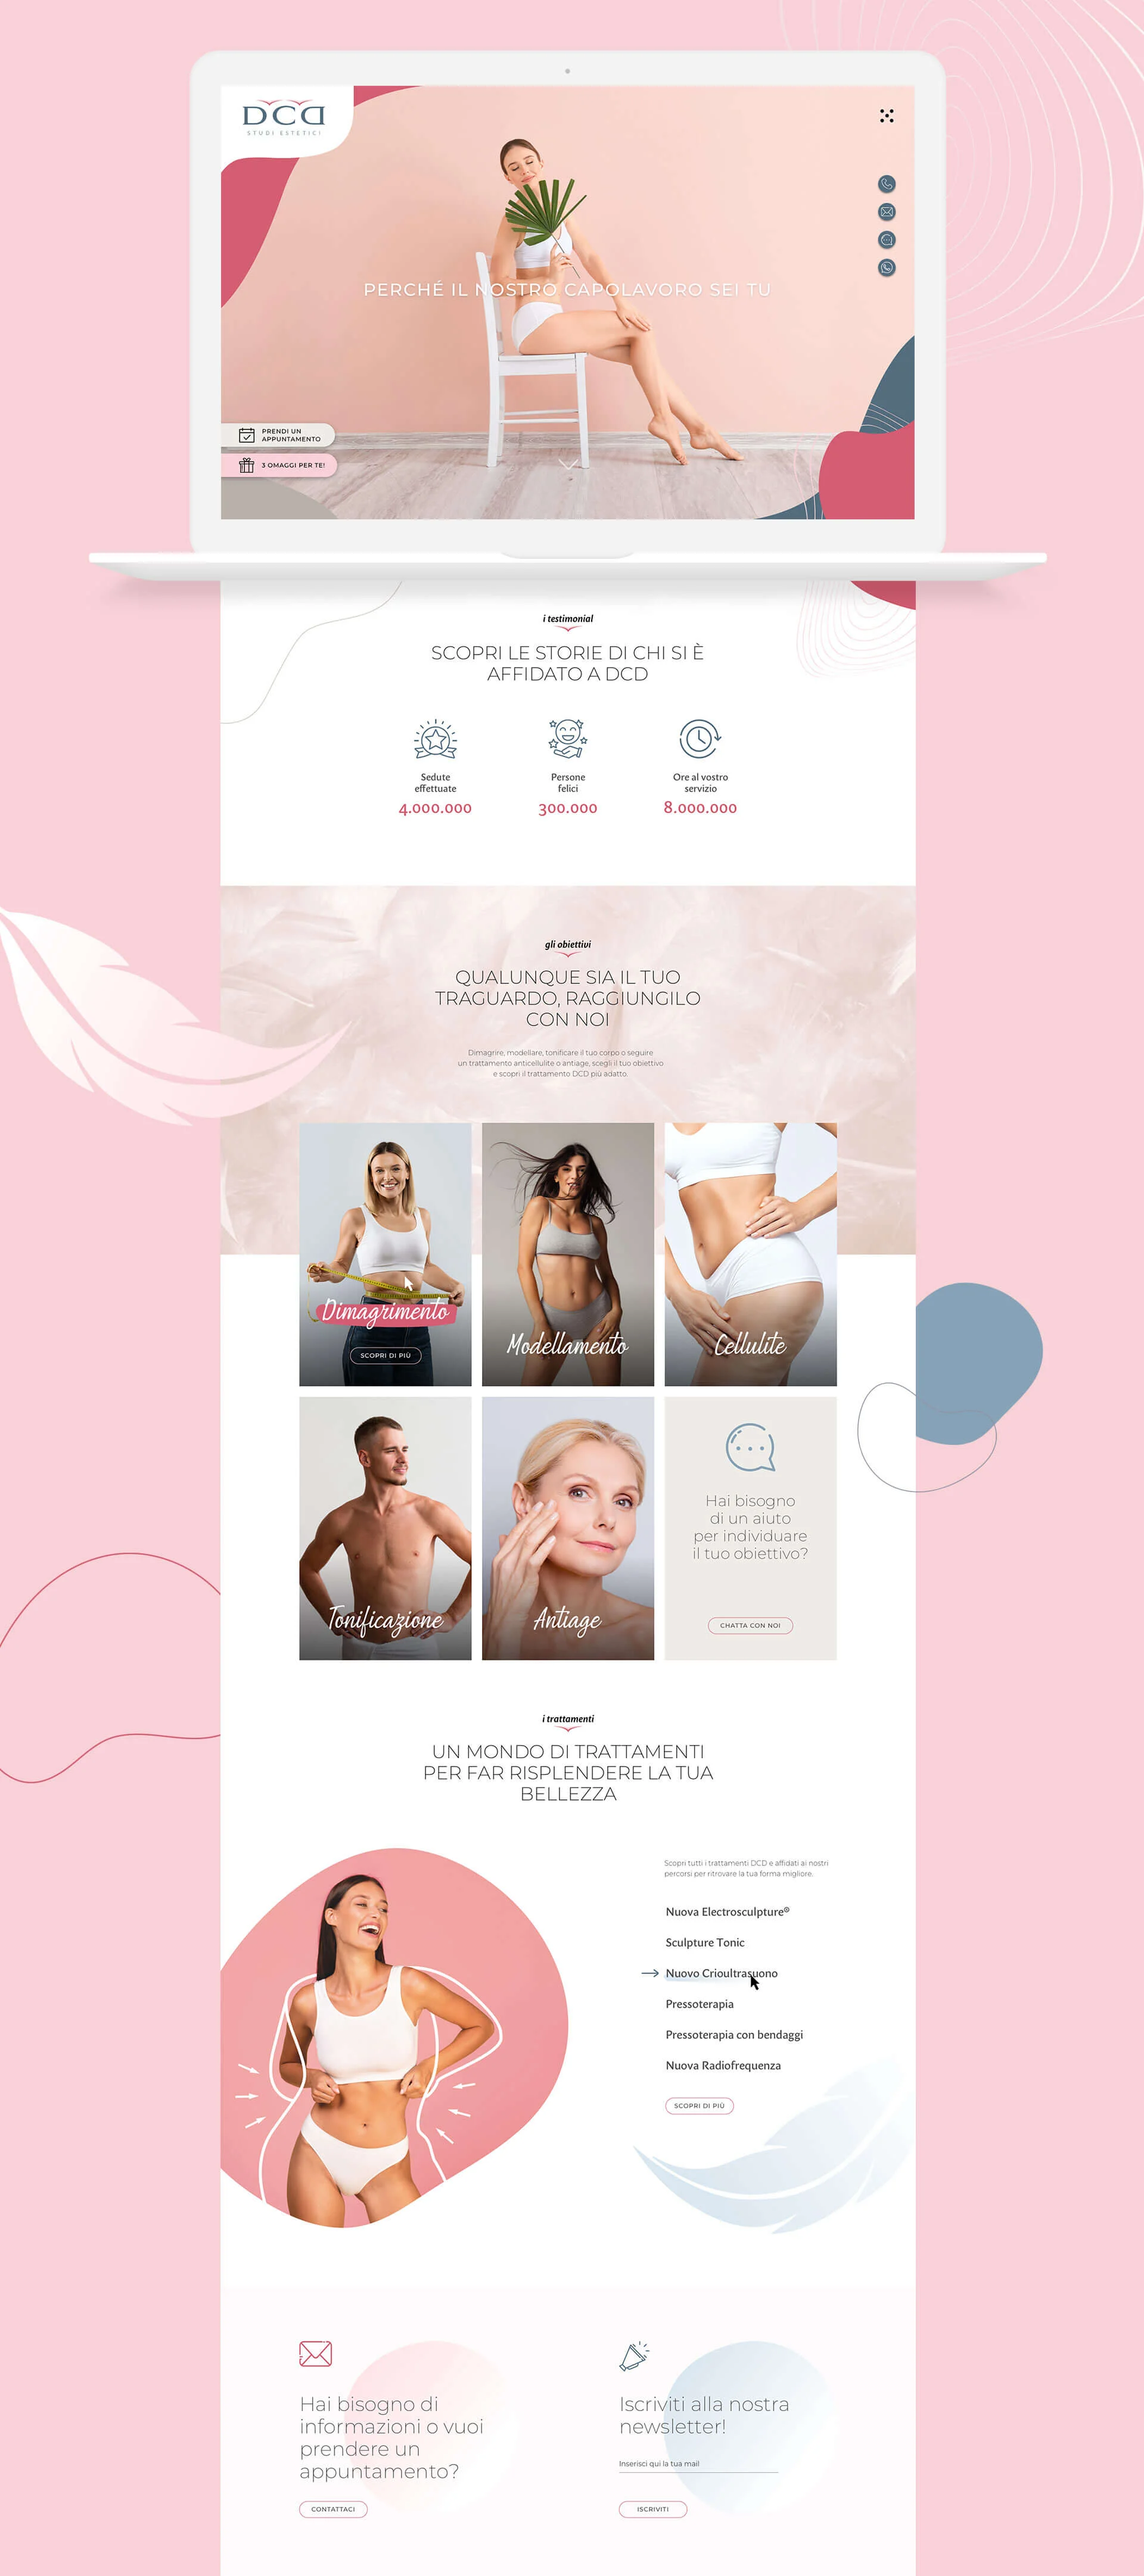 DCD
STUDI ESTETICI
PERCHÉ IL NOSTRO CAPOLAVORO SEI TU
PRENDI UN
APPUNTAMENTO
3 OMAGGI PER TE!
i testimonial
SCOPRI LE STORIE DI CHI SI È
AFFIDATO A DCD
Sedute
effettuate
4.000.000
Persone
felici
300.000
Ore al vostro
servizio
8.000.000
gli obiettivi
QUALUNQUE SIA IL TUO
TRAGUARDO, RAGGIUNGILO
CON NOI
Dimagrire, modellare, tonificare il tuo corpo o seguire
un trattamento anticellulite o antiage, scegli il tuo obiettivo
e scopri il trattamento DCD più adatto.
Dimagrimento
SCOPRI DI PIÙ
Modellamento
Cellulite
Tonificazione
Antiage
Hai bisogno
di un aiuto
per individuare
il tuo obiettivo?
CHATTA CON NOI
i trattamenti
UN MONDO DI TRATTAMENTI
PER FAR RISPLENDERE LA TUA
BELLEZZA
Scopri tutti i trattamenti DCD e affidati ai nostri
percorsi per ritrovare la tua forma migliore.
Nuova Electrosculpture®
Sculpture Tonic
Nuovo Crioultrasuono
Pressoterapia
Pressoterapia con bendaggi
Nuova Radiofrequenza
SCOPRI DI PIÙ
Hai bisogno di
informazioni o vuoi
prendere un
appuntamento?
CONTATTACI
Iscriviti alla nostra
newsletter!
Inserisci qui la tua mail
ISCRIVITI